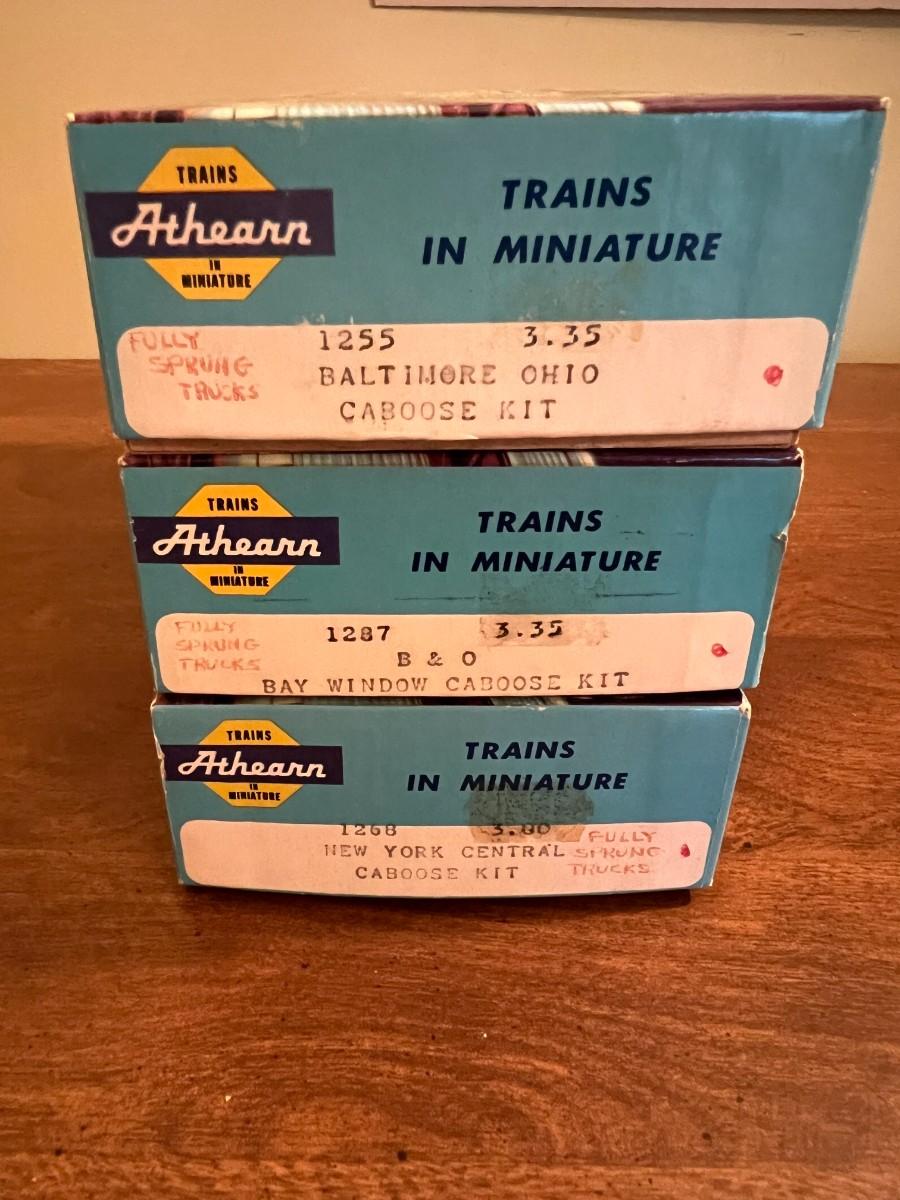 TRAINS
Athearn
IN
MINIATURE
TRAINS
IN MINIATURE
FULLY
SPRUNG
TRUCKS
1255 3.35
BALTIMORE OHIO
CABOOSE KIT
TRAINS
Athearn
IN
MINIATURE
TRAINS
IN MINIATURE
FULLY
SPRUNG
TRUCKS
1287 3.35
B & O
BAY WINDOW CABOOSE KIT
TRAINS
Athearn
IN
MINIATURE
TRAINS
IN MINIATURE
1268 3.80
NEW YORK CENTRAL
CABOOSE KIT
FULLY
SPRUNG
TRUCKS